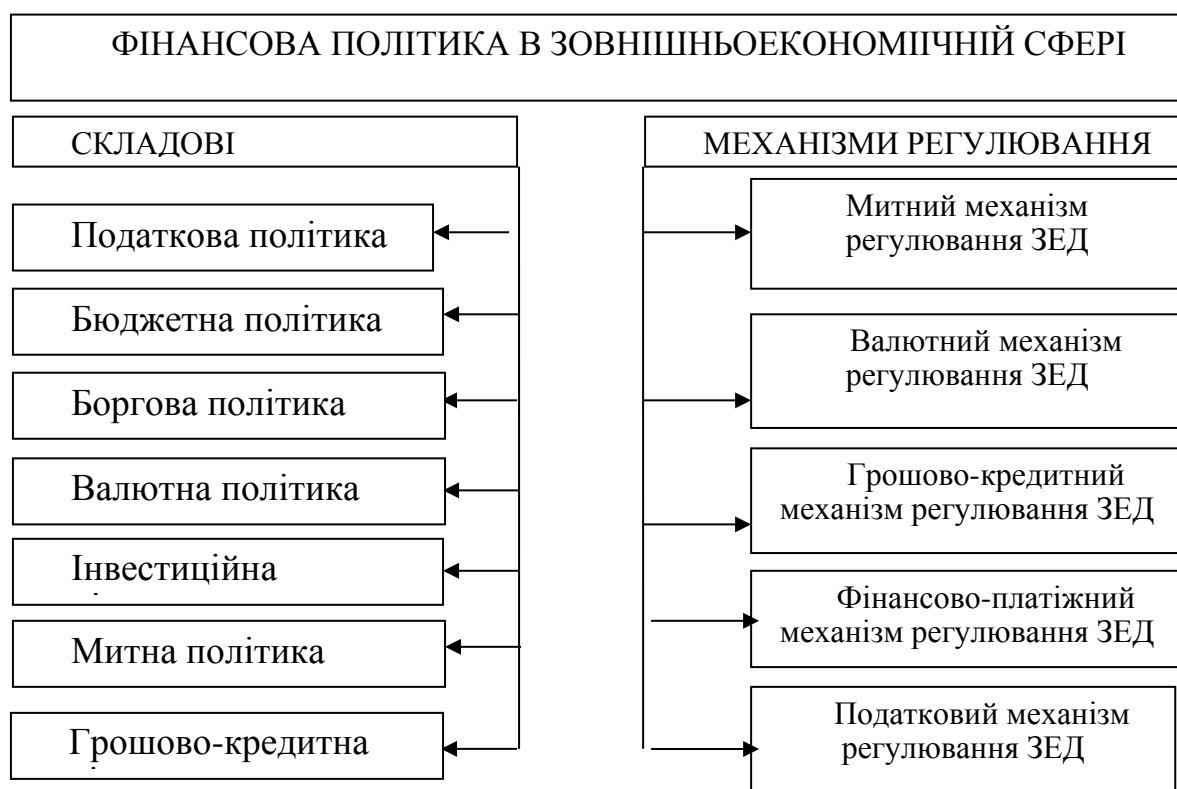 ФІНАНСОВА ПОЛІТИКА В ЗОВНІШНЬОЕКОНОМІІЧНІЙ СФЕРІ
СКЛАДОВІ
Податкова політика
Бюджетна політика
Боргова політика
Валютна політика
Інвестиційна
Митна політика
Грошово-кредитна
МЕХАНІЗМИ РЕГУЛЮВАННЯ
Митний механізм
регулювання ЗЕД
Валютний механізм
регулювання ЗЕД
Грошово-кредитний
механізм регулювання ЗЕД
Фінансово-платіжний
механізм регулювання ЗЕД
Податковий механізм
регулювання ЗЕД